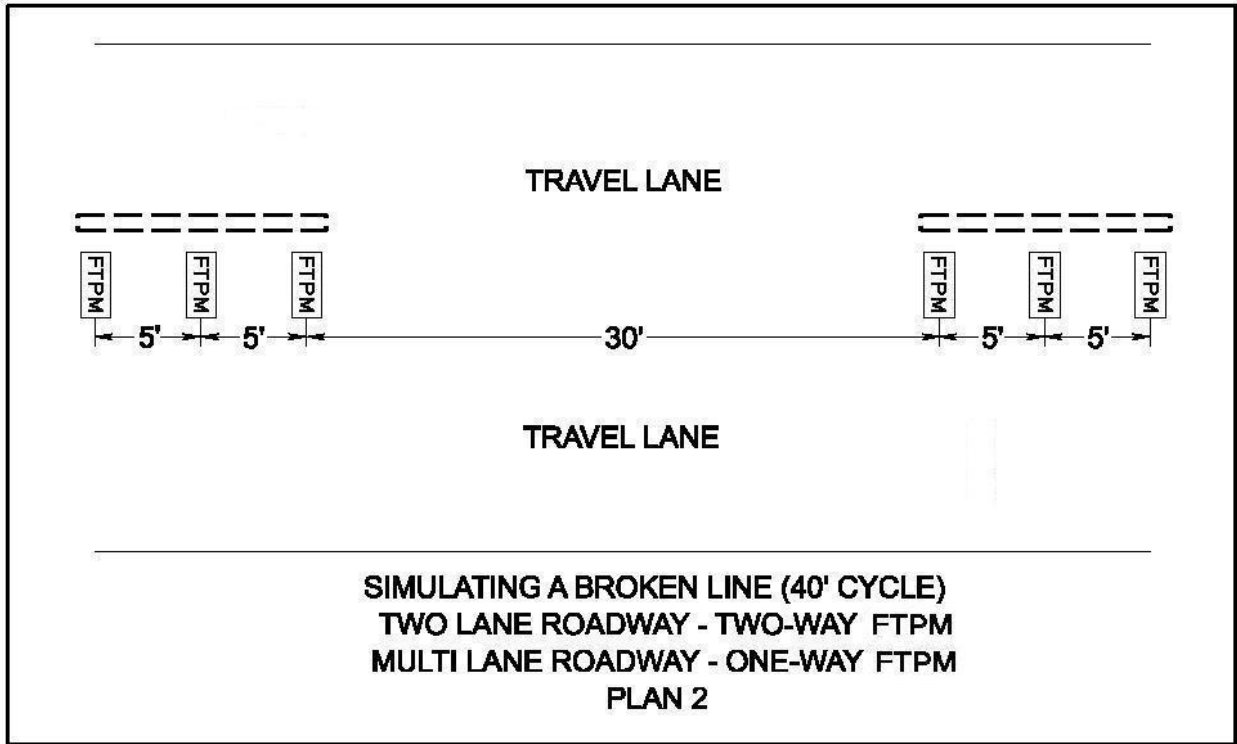 TRAVEL LANE
FTPM FTPM FTPM FTPM FTPM FTPM
5' 5' 30' 5' 5'
TRAVEL LANE
SIMULATING A BROKEN LINE (40' CYCLE)
TWO LANE ROADWAY - TWO-WAY FTPM
MULTI LANE ROADWAY - ONE-WAY FTPM
PLAN 2